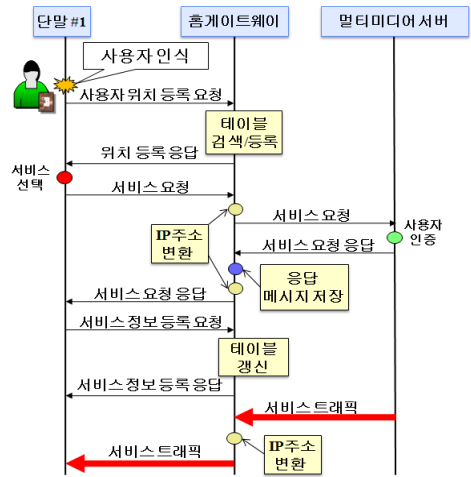 단말 #1
홈게이트웨이
멀티미디어 서버
사용자 인식
사용자 위치 등록 요청
테이블
검색/등록
위치 등록 응답
서비스
선택
서비스 요청
서비스 요청
IP주소
변환
사용자
인증
서비스 요청 응답
응답
메시지 저장
서비스 요청 응답
서비스 정보 등록 요청
테이블
갱신
서비스 정보 등록 응답
서비스 트래픽
IP주소
변환
서비스 트래픽